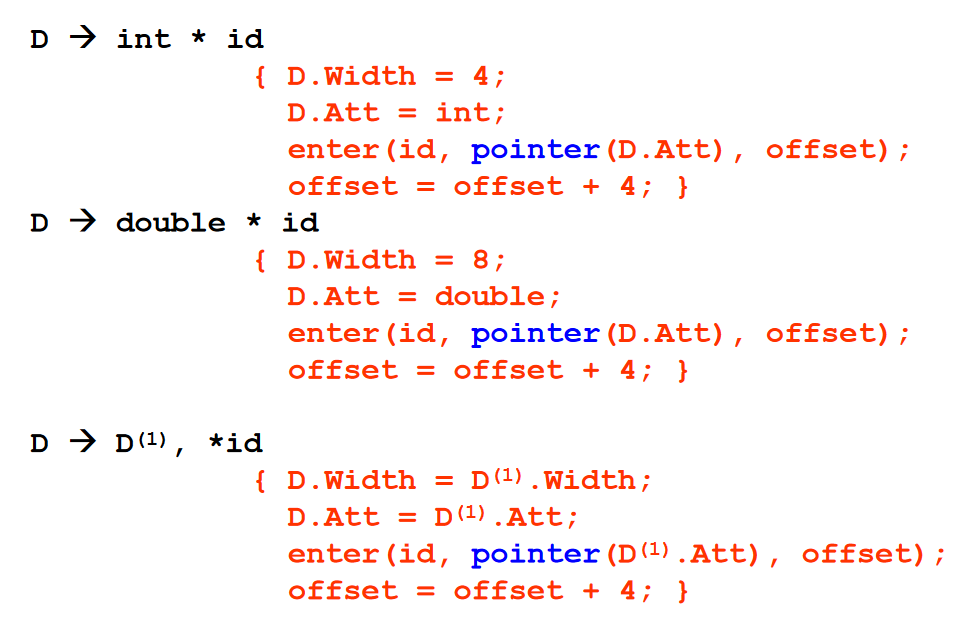 D → int * id
{ D.Width = 4;
D.Att = int;
enter(id, pointer(D.Att), offset);
offset = offset + 4; }
D → double * id
{ D.Width = 8;
D.Att = double;
enter(id, pointer(D.Att), offset);
offset = offset + 4; }
D → D⁽¹⁾, *id
{ D.Width = D⁽¹⁾.Width;
D.Att = D⁽¹⁾.Att;
enter(id, pointer(D⁽¹⁾.Att), offset);
offset = offset + 4; }